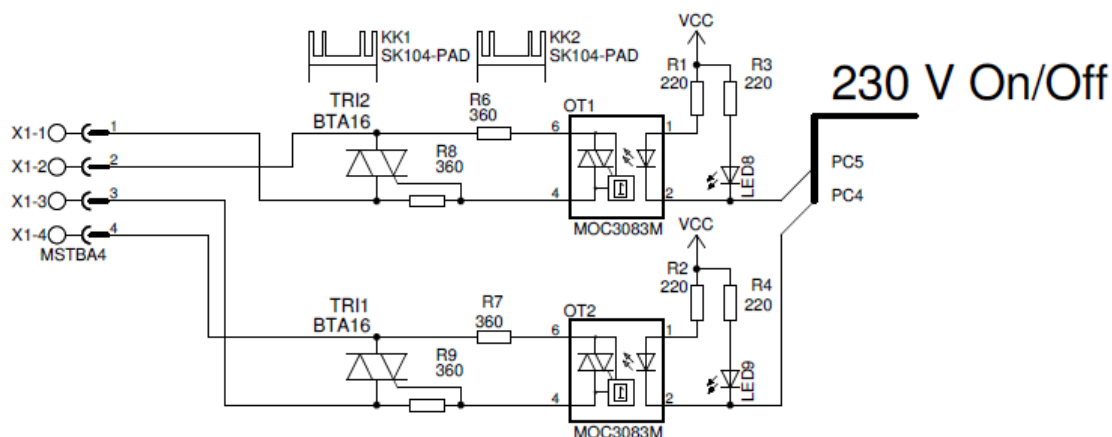 KK1
SK104-PAD
KK2
SK104-PAD
VCC
R1
220
R3
220
230 V On/Off
TRI2
BTA16
R6
360
OT1
X1-1
1
6
1
X1-2
2
R8
360
PC5
X1-3
3
4
2
LED8
PC4
X1-4
4
MSTBA4
MOC3083M
VCC
R2
220
R4
220
TRI1
BTA16
R7
360
OT2
6
1
R9
360
4
2
LED9
MOC3083M